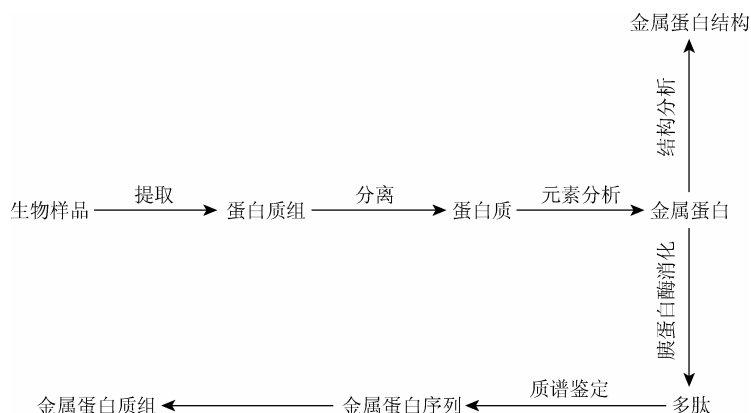 金属蛋白结构
结构分析
提取
分离
元素分析
生物样品
蛋白质组
蛋白质
金属蛋白
胰蛋白酶消化
质谱鉴定
金属蛋白质组
金属蛋白序列
多肽